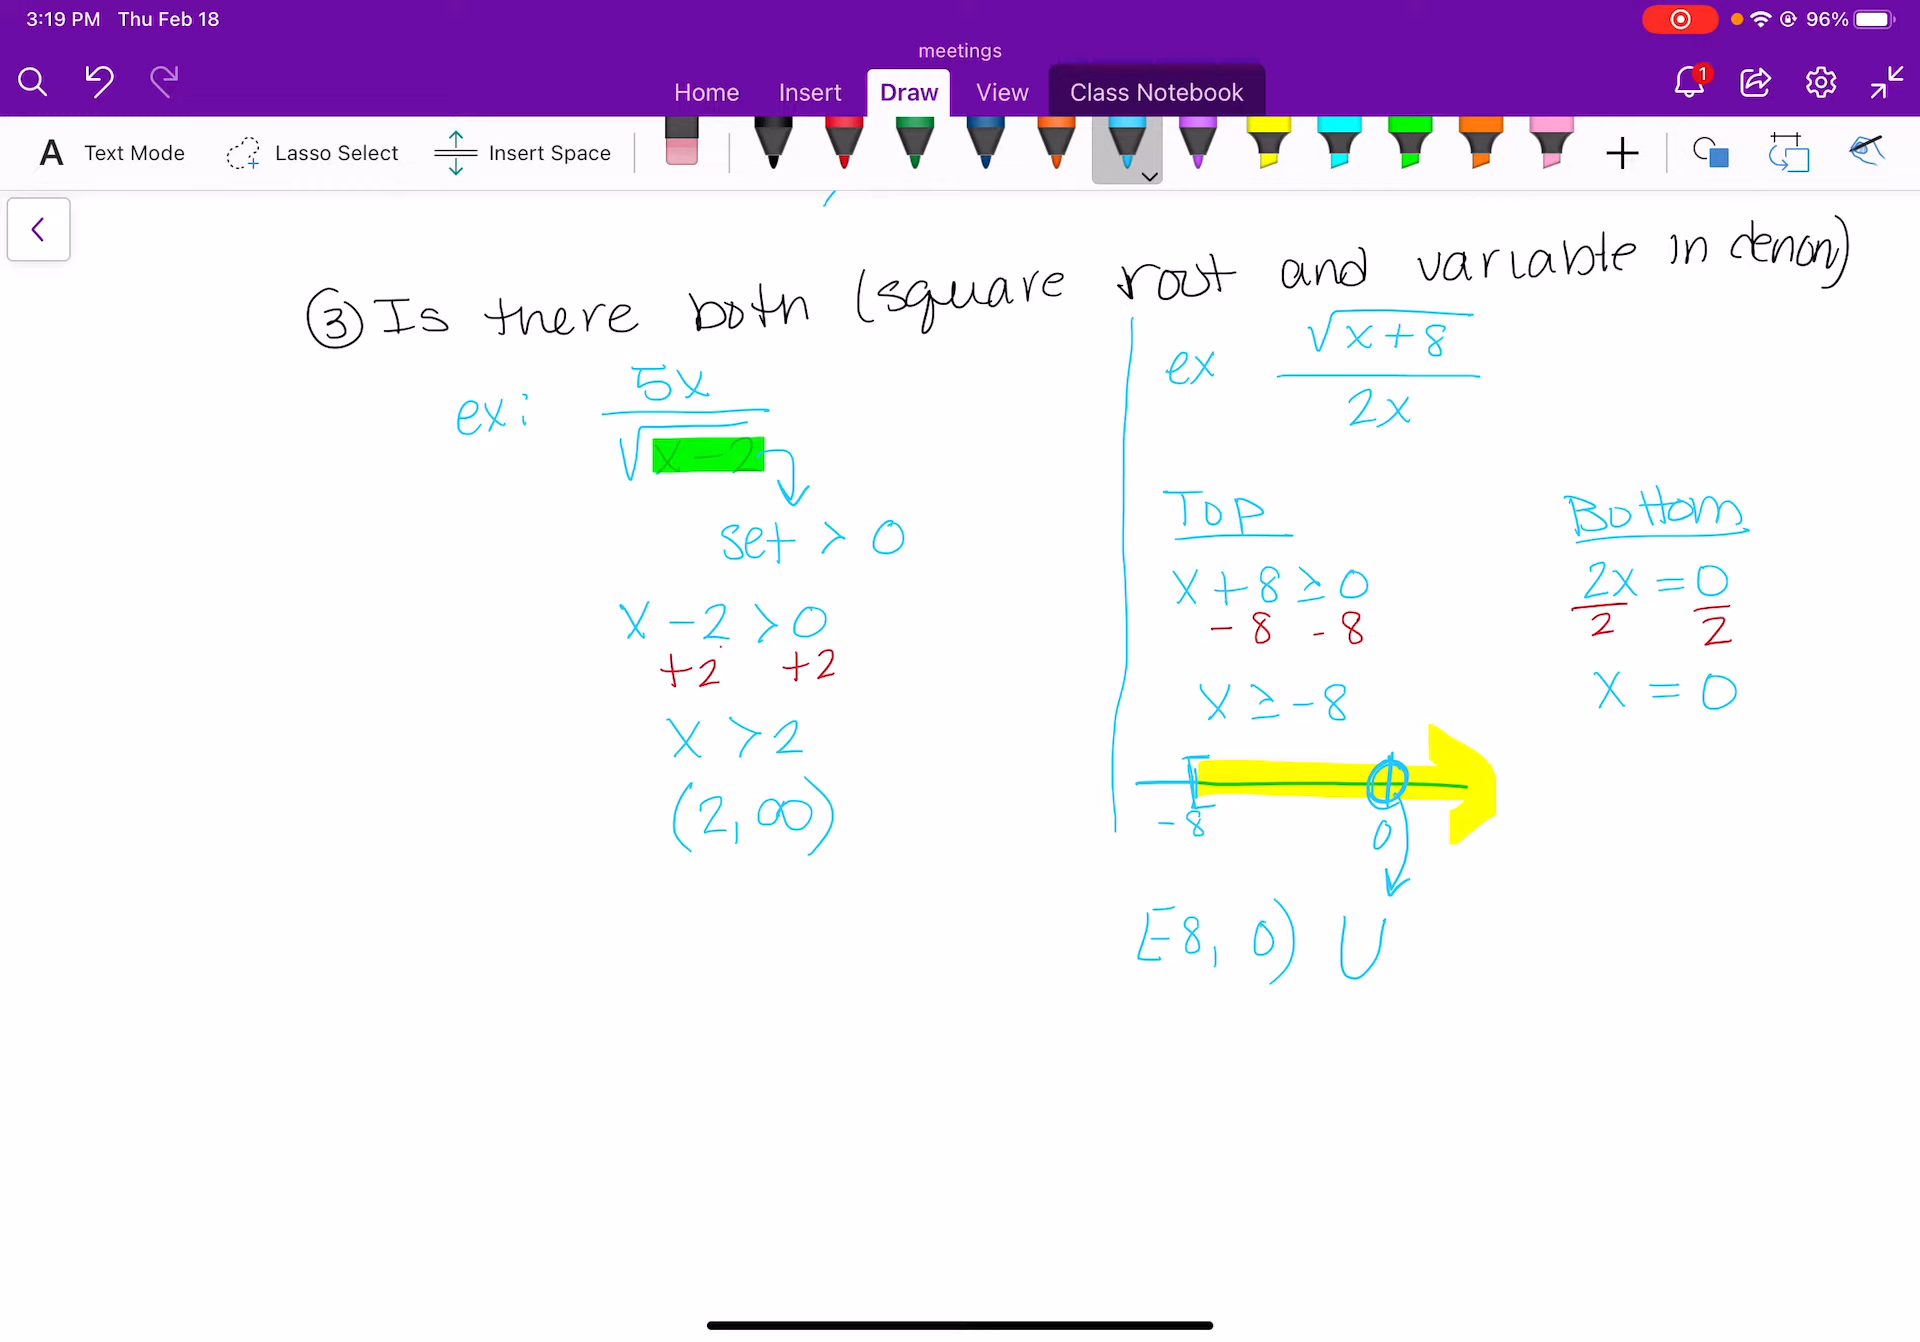 3:19 PM Thu Feb 18
96%
meetings
Home Insert Draw View Class Notebook
1
A Text Mode Lasso Select Insert Space
③ Is there both (square root and variable in denom)
ex: 5x
√x-2
set > 0
x - 2 > 0
+2 +2
x > 2
(2, ∞)
ex √x+8
2x
Top
x + 8 ≥ 0
- 8 - 8
x ≥ -8
Bottom
2x = 0
2 2
x = 0
-8 0
[-8, 0) U